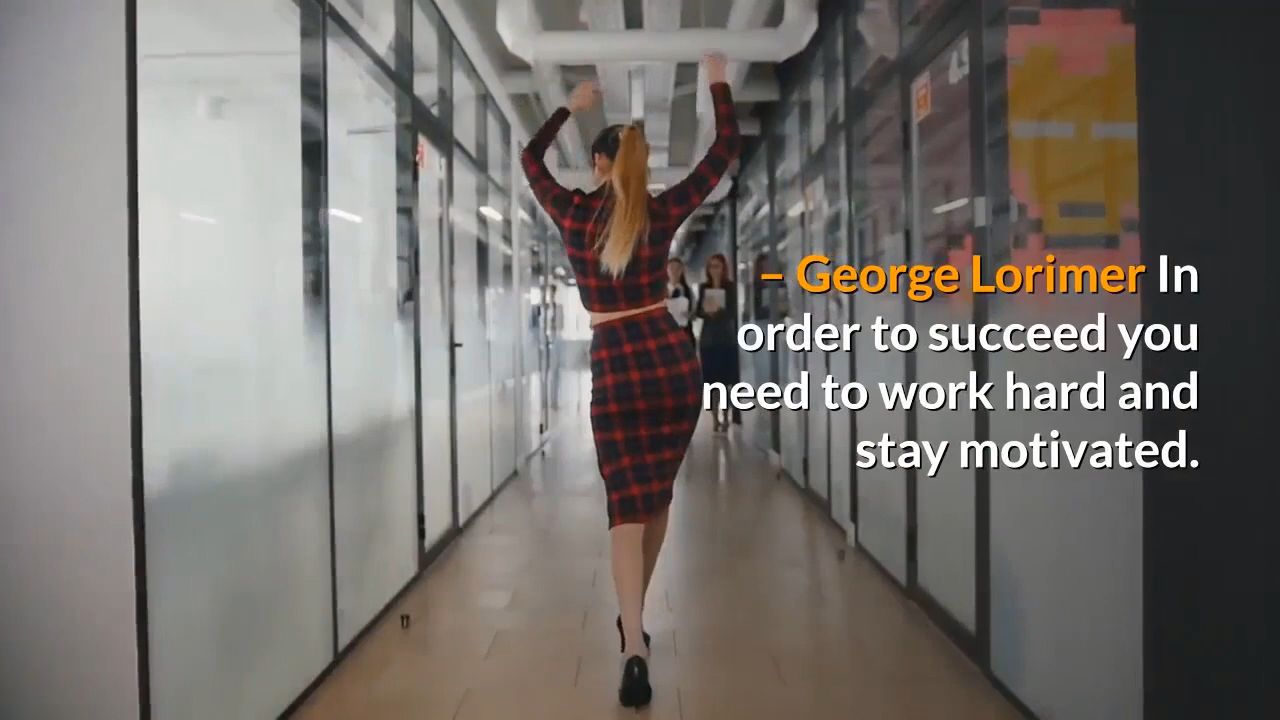 – George Lorimer In
order to succeed you
need to work hard and
stay motivated.